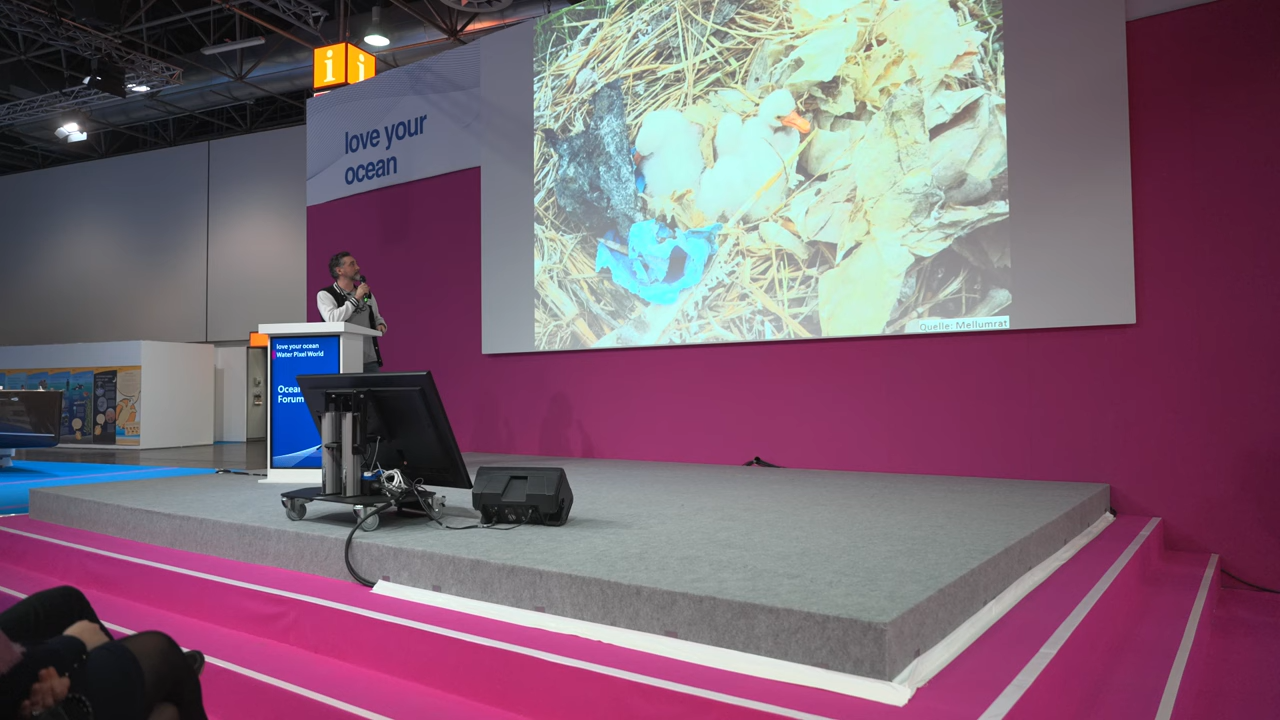 i i
love your
ocean
love your ocean
Water Pixel World
Ocean
Forum
Quelle: Mellumrat